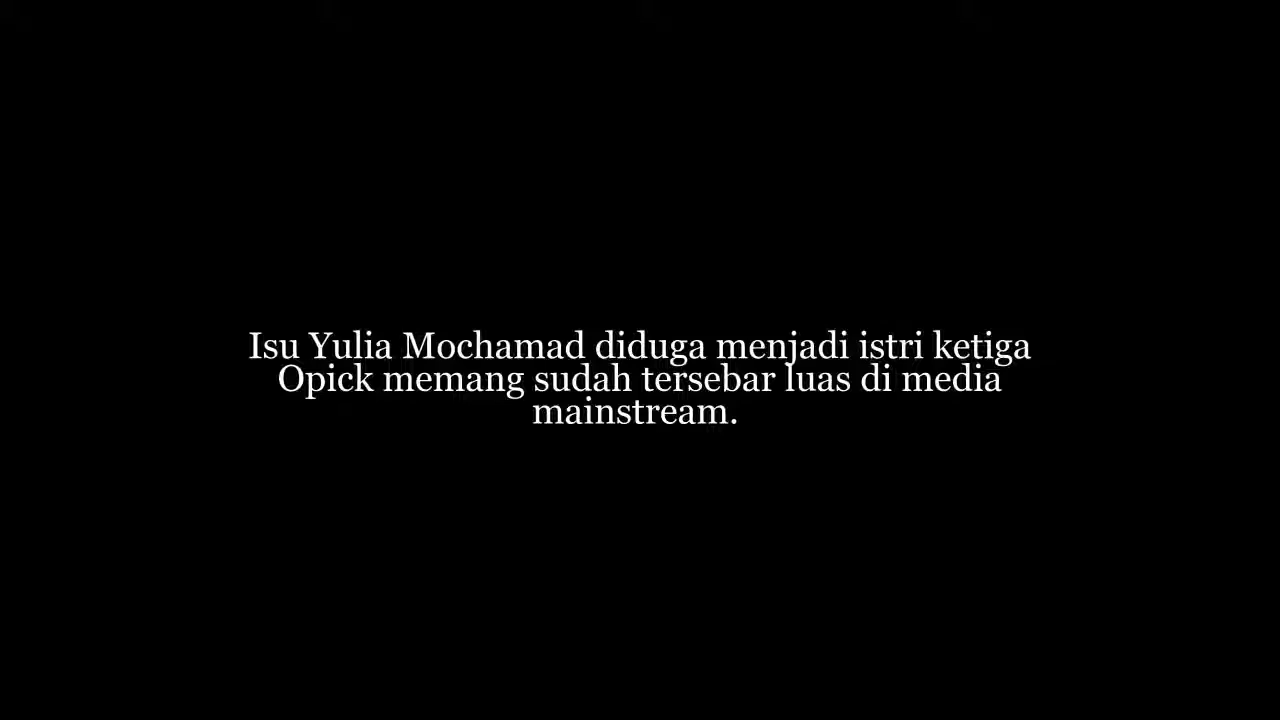 Isu Yulia Mochamad diduga menjadi istri ketiga
Opick memang sudah tersebar luas di media
mainstream.